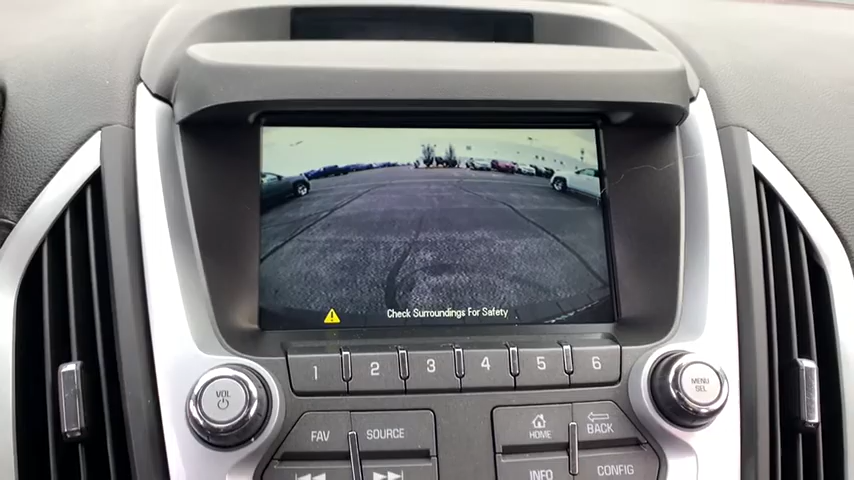 Check Surroundings For Safety
1 2 3 4 5 6
VOL
MENU
SEL
FAV
SOURCE
HOME
BACK
INFO
CONFIG